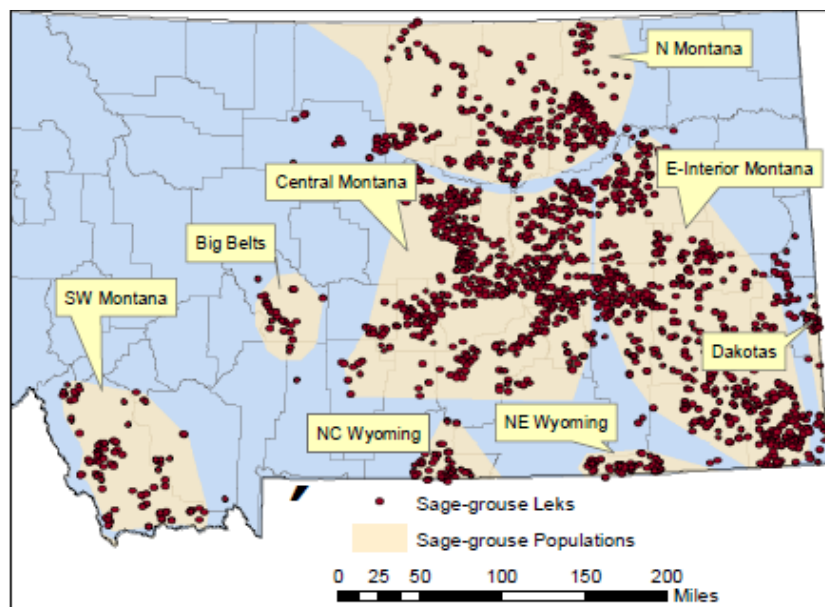 N Montana
E-Interior Montana
Central Montana
Big Belts
SW Montana
Dakotas
NC Wyoming
NE Wyoming
Sage-grouse Leks
Sage-grouse Populations
0 25 50 100 150 200
Miles